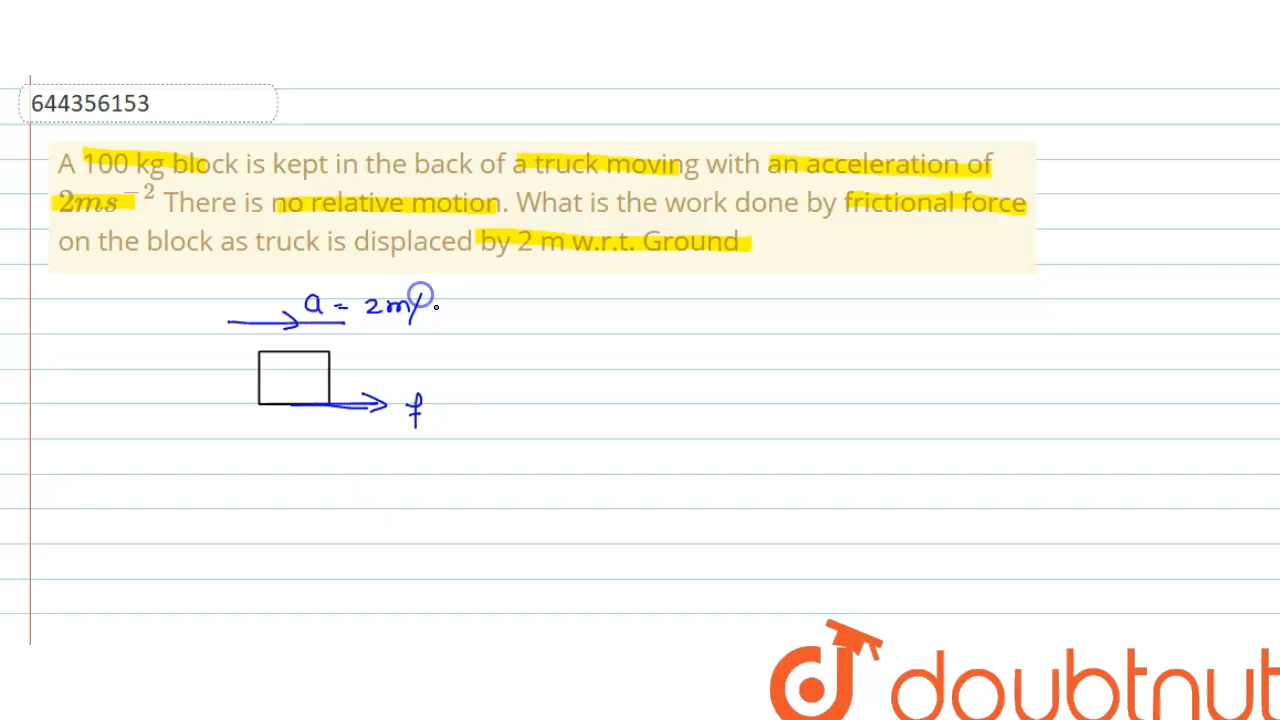 644356153
A 100 kg block is kept in the back of a truck moving with an acceleration of
2ms⁻² There is no relative motion. What is the work done by frictional force
on the block as truck is displaced by 2 m w.r.t. Ground
a = 2m/
f
doubtnut